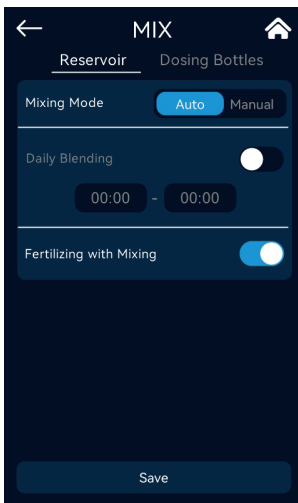 MIX
Reservoir Dosing Bottles
Mixing Mode Auto Manual
Daily Blending
00:00 - 00:00
Fertilizing with Mixing
Save